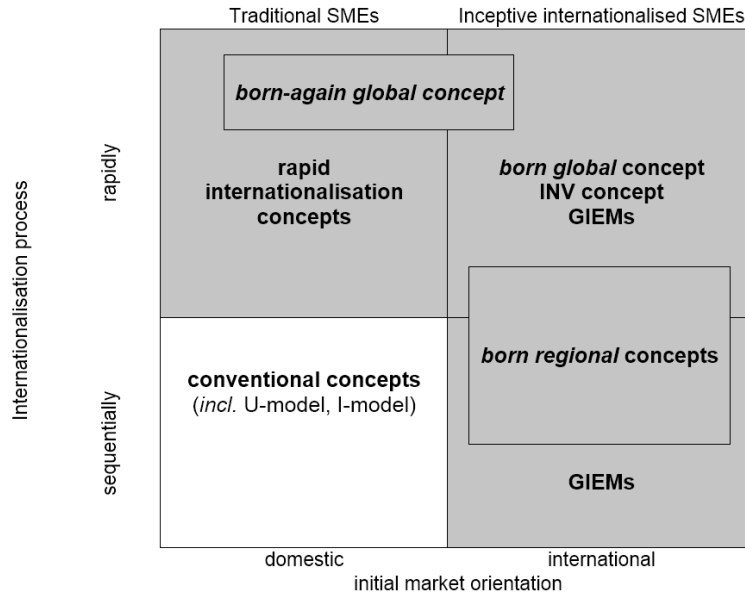 Traditional SMEs
Inceptive internationalised SMEs
born-again global concept
rapid
internationalisation
concepts
born global concept
INV concept
GIEMs
born regional concepts
conventional concepts
(incl. U-model, I-model)
GIEMs
Internationalisation process
rapidly
sequentially
domestic
international
initial market orientation